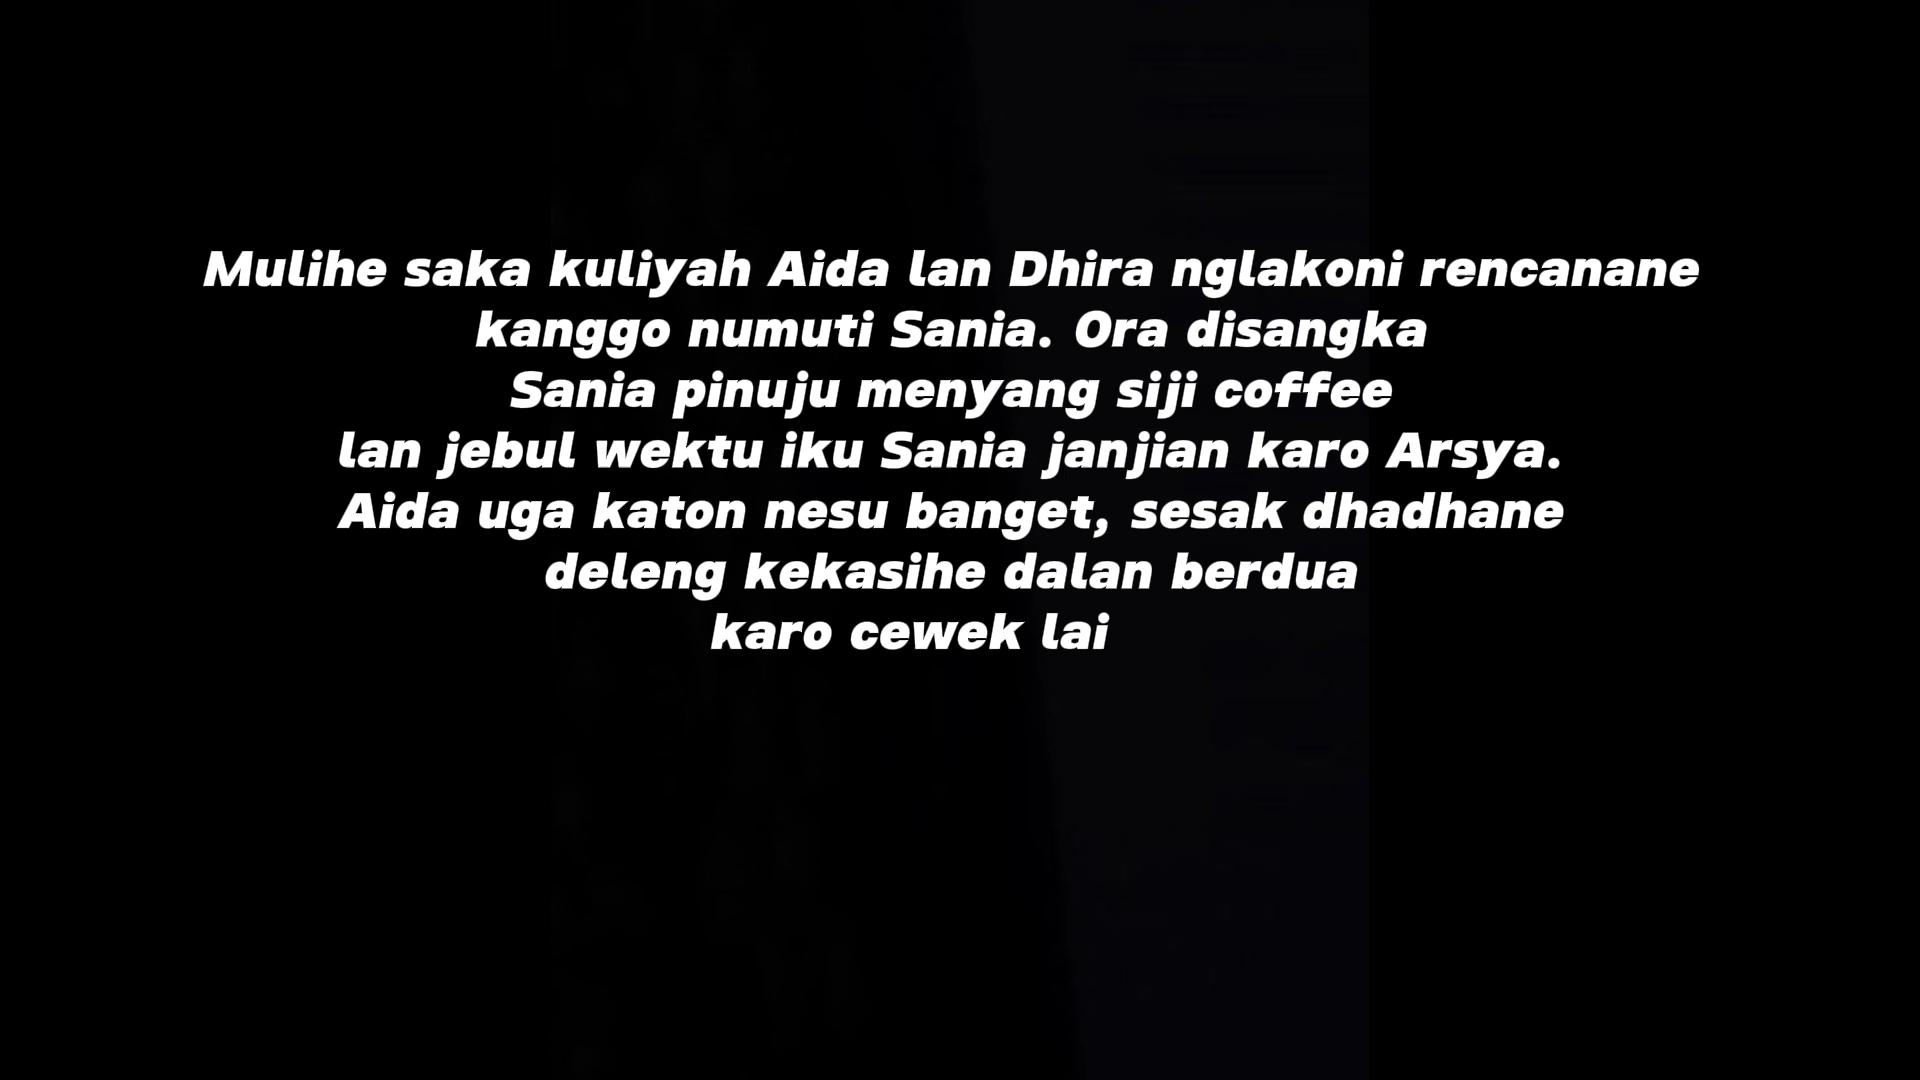 Mulihe saka kuliyah Aida lan Dhira nglakoni rencanane
kanggo numuti Sania. Ora disangka
Sania pinuju menyang siji coffee
lan jebul wektu iku Sania janjian karo Arsya.
Aida uga katon nesu banget, sesak dhadhane
deleng kekasihe dalan berdua
karo cewek lai